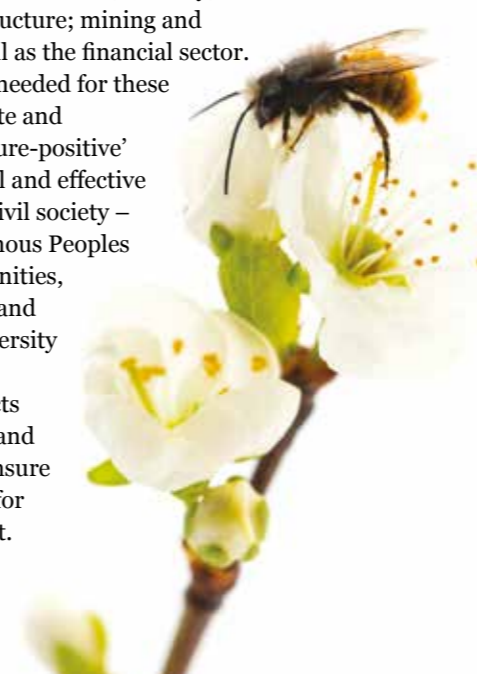 ucture; mining and
l as the financial sector.
needed for these
te and
ure-positive’
l and effective
ivil society –
nous Peoples
nities,
and
ersity
cts
and
nsure
for
t.